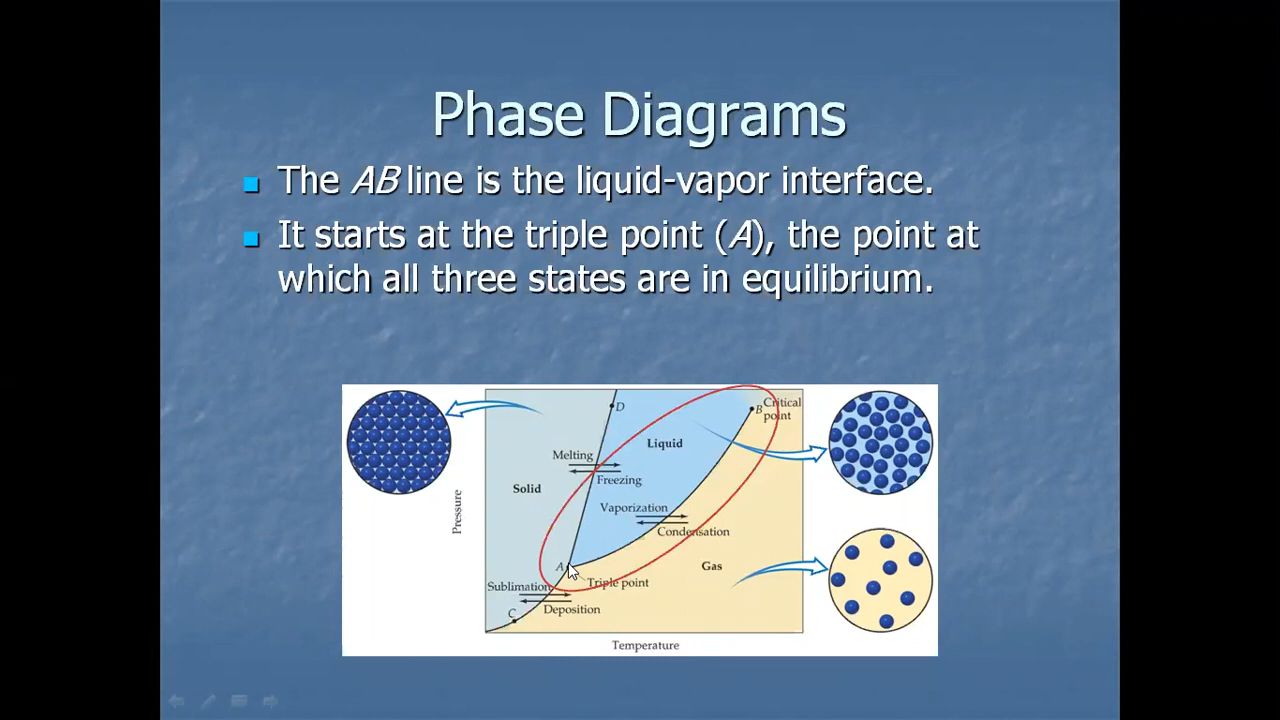 Phase Diagrams
The AB line is the liquid-vapor interface.
It starts at the triple point (A), the point at
which all three states are in equilibrium.
D
B Critical
point
Liquid
Melting
Freezing
Solid
Pressure
Vaporization
Condensation
A
Gas
Triple point
Sublimation
Deposition
C
Temperature